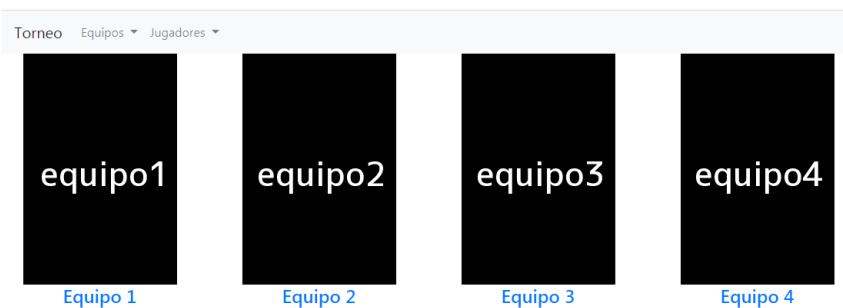 Torneo Equipos Jugadores
equipo1 equipo2 equipo3 equipo4
Equipo 1 Equipo 2 Equipo 3 Equipo 4